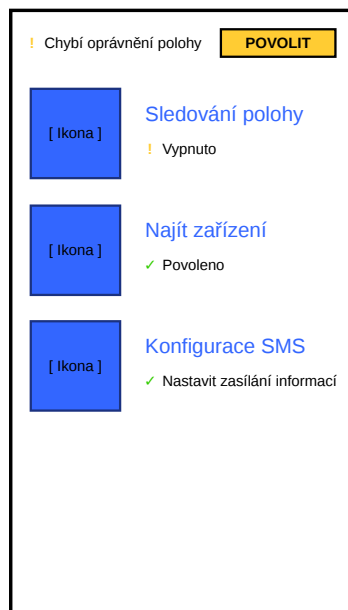 ! Chybí oprávnění polohy POVOLIT
[ Ikona ]
Sledování polohy
! Vypnuto
[ Ikona ]
Najít zařízení
✓ Povoleno
[ Ikona ]
Konfigurace SMS
✓ Nastavit zasílání informací